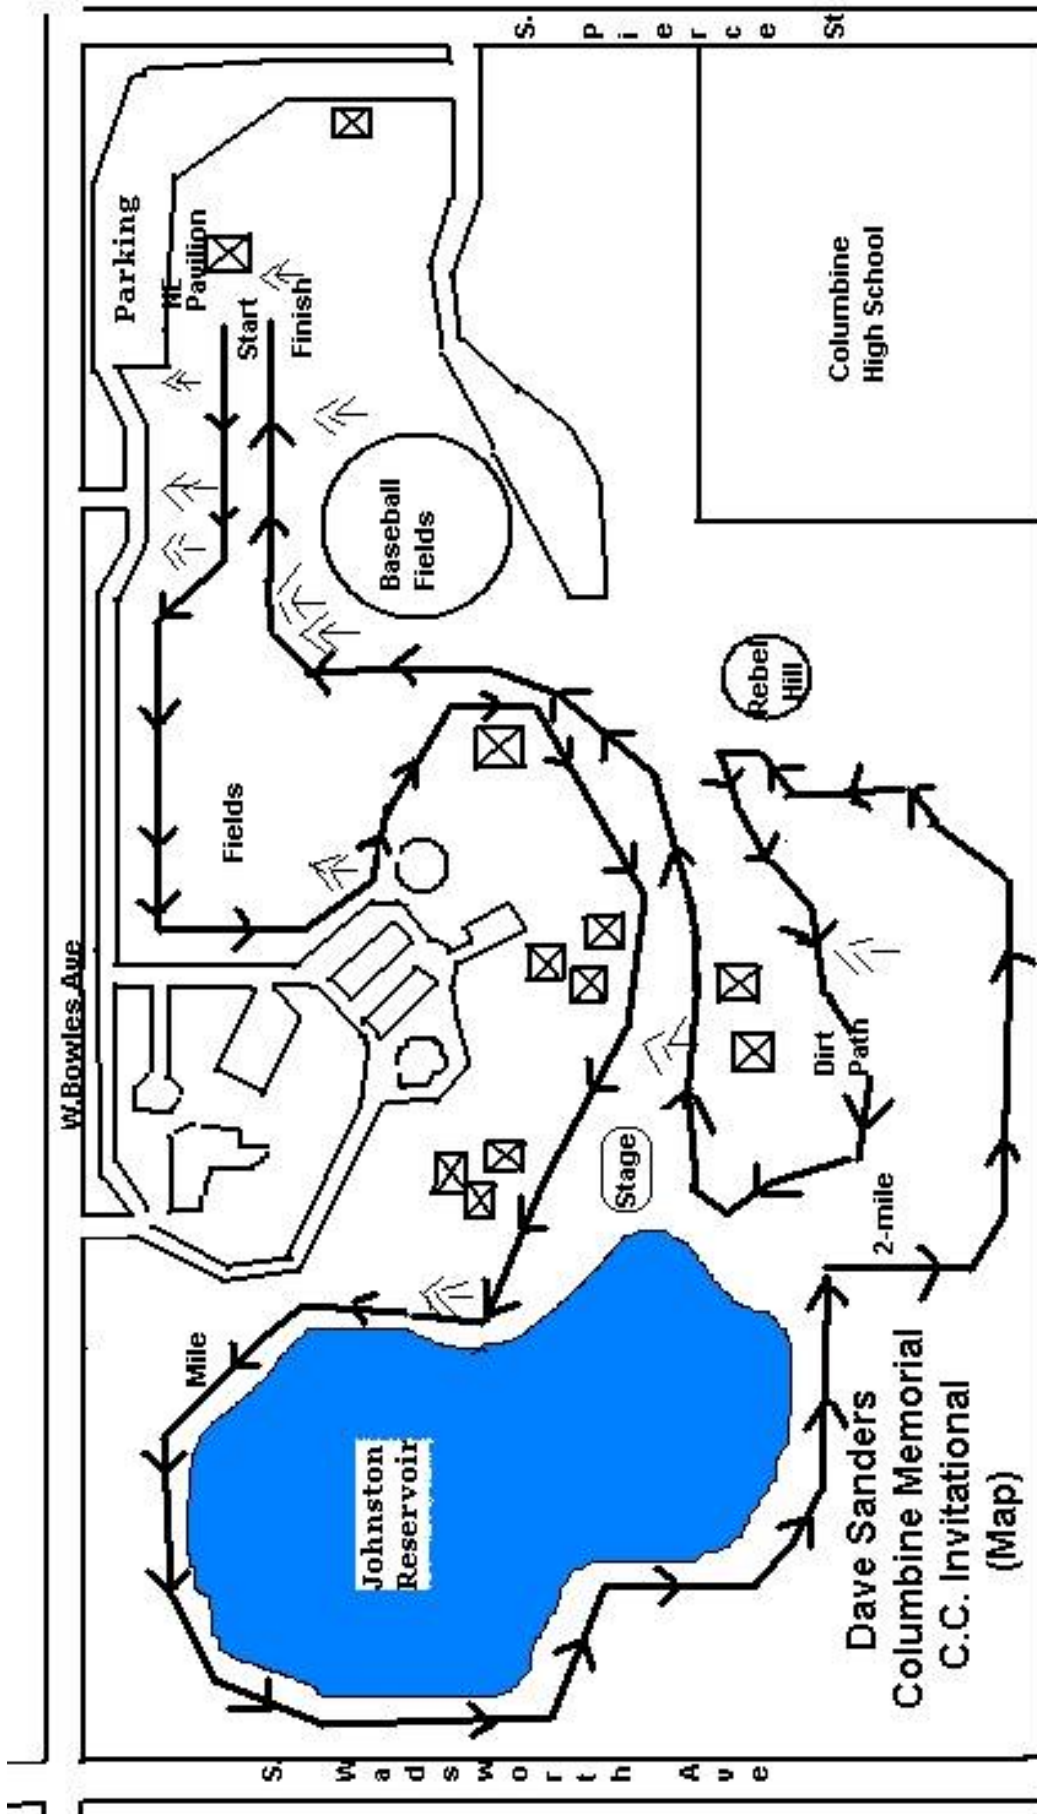 W.Bowles Ave
Parking
NE
Pavilion
Start
Finish
S. Pierce St
Fields
Baseball
Fields
Columbine
High School
Rebel
Hill
Mile
Johnston
Reservoir
Stage
Dirt
Path
2-mile
S. Wadsworth Ave
Dave Sanders
Columbine Memorial
C.C. Invitational
(Map)